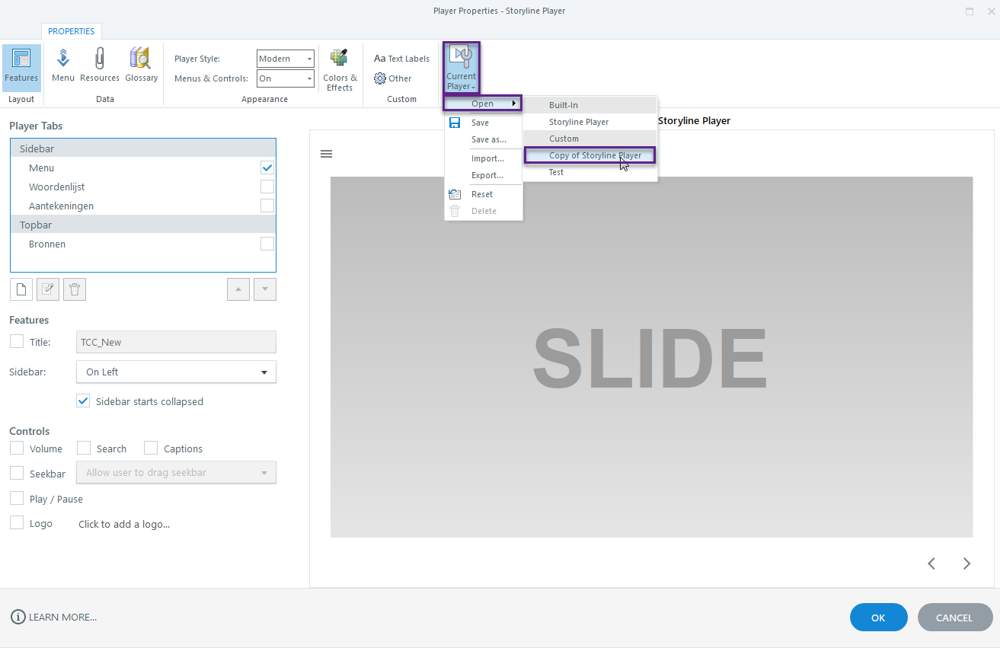 Player Properties - Storyline Player
PROPERTIES
Features
Menu
Resources
Glossary
Player Style:
Modern
Menus & Controls:
On
Colors &
Effects
Aa Text Labels
Other
Current
Player
Layout
Data
Appearance
Custom
Open
Save
Save as...
Import...
Export...
Reset
Delete
Built-In
Storyline Player
Custom
Copy of Storyline Player
Test
Storyline Player
Player Tabs
Sidebar
Menu
Woordenlijst
Aantekeningen
Topbar
Bronnen
Features
Title:
TCC_New
Sidebar:
On Left
Sidebar starts collapsed
Controls
Volume
Search
Captions
Seekbar
Allow user to drag seekbar
Play / Pause
Logo
Click to add a logo...
SLIDE
LEARN MORE...
OK
CANCEL